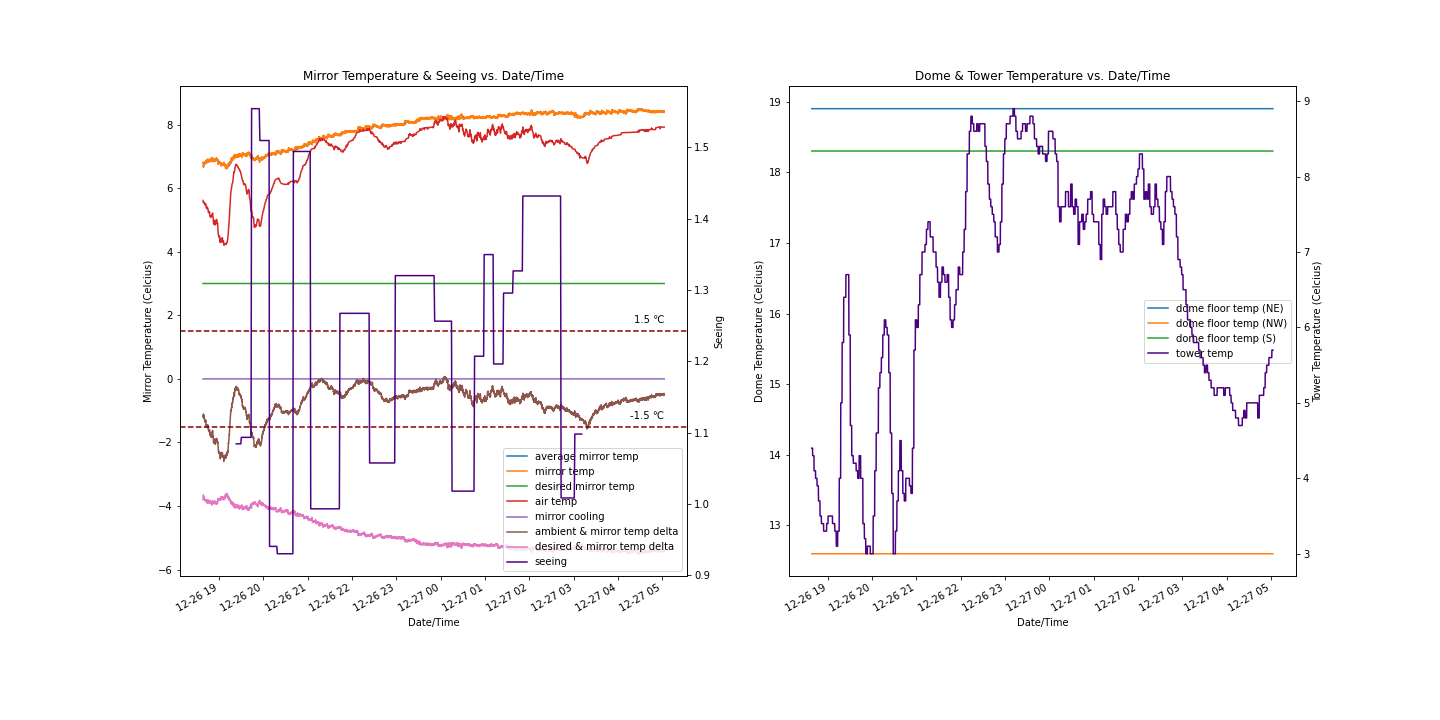 Mirror Temperature & Seeing vs. Date/Time
Mirror Temperature (Celcius)
8
6
4
2
0
−2
−4
−6
1.5 °C
-1.5 °C
average mirror temp
mirror temp
desired mirror temp
air temp
mirror cooling
ambient & mirror temp delta
desired & mirror temp delta
seeing
1.5
1.4
1.3
1.2
1.1
1.0
0.9
Seeing
12-26 19
12-26 20
12-26 21
12-26 22
12-26 23
12-27 00
12-27 01
12-27 02
12-27 03
12-27 04
12-27 05
Date/Time
Dome & Tower Temperature vs. Date/Time
Dome Temperature (Celcius)
19
18
17
16
15
14
13
dome floor temp (NE)
dome floor temp (NW)
dome floor temp (S)
tower temp
9
8
7
6
5
4
3
Tower Temperature (Celcius)
12-26 19
12-26 20
12-26 21
12-26 22
12-26 23
12-27 00
12-27 01
12-27 02
12-27 03
12-27 04
12-27 05
Date/Time